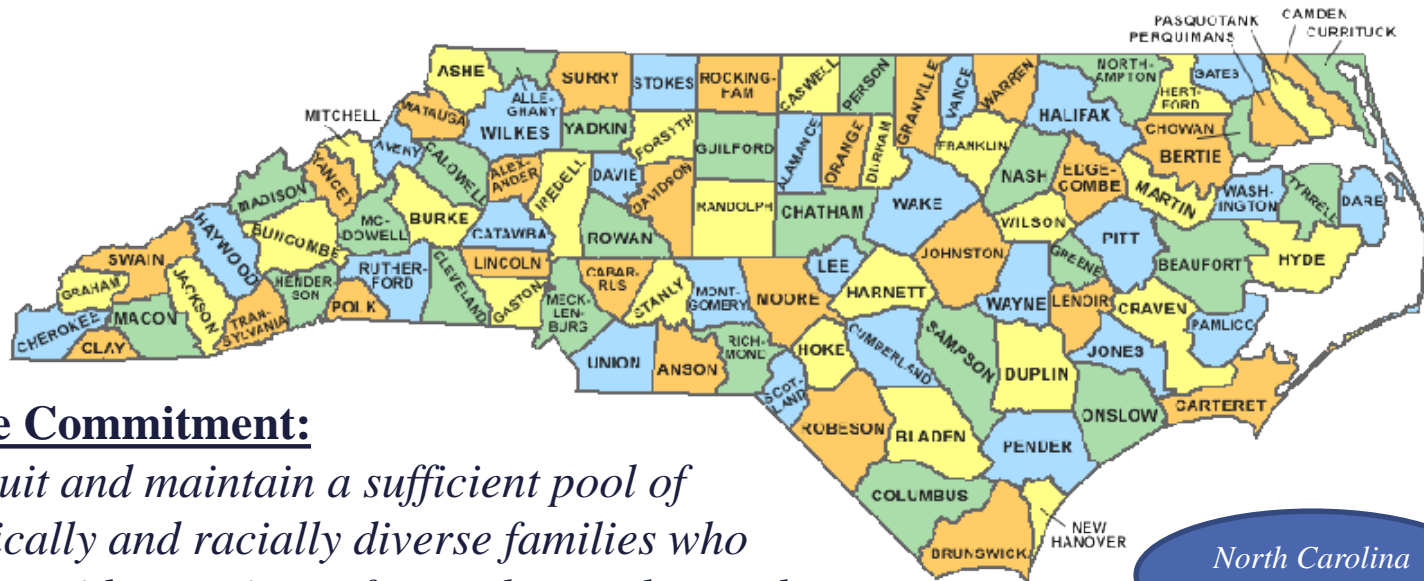 PASQUOTANK
CAMDEN
PERQUIMANS
CURRITUCK
ASHE
ALLE-
GHANY
SURRY
STOKES
ROCKING-
HAM
CASWELL
PERSON
GRANVILLE
VANCE
WARREN
NORTH-
AMPTON
HERT-
FORD
GATES
MITCHELL
WATAUGA
WILKES
YADKIN
FORSYTH
GUILFORD
ALAMANCE
ORANGE
DURHAM
FRANKLIN
HALIFAX
CHOWAN
BERTIE
AVERY
CALDWELL
ALEX-
ANDER
IREDELL
DAVIE
DAVIDSON
RANDOLPH
CHATHAM
WAKE
NASH
EDGE-
COMBE
MARTIN
WASH-
INGTON
TYRRELL
DARE
MADISON
YANCEY
MC-
DOWELL
BURKE
CATAWBA
ROWAN
WILSON
PITT
HAYWOOD
BUNCOMBE
LINCOLN
JOHNSTON
GREENE
BEAUFORT
HYDE
SWAIN
GRAHAM
JACKSON
HENDER-
SON
RUTHER-
FORD
CLEVELAND
GASTON
MECK-
LEN-
BURG
CABAR-
RUS
STANLY
MONT-
GOMERY
MOORE
LEE
HARNETT
WAYNE
LENOIR
CRAVEN
PAMLICO
CHEROKEE
CLAY
MACON
TRAN-
SYLVANIA
POLK
UNION
ANSON
RICH-
MOND
HOKE
CUMBERLAND
SAMPSON
DUPLIN
JONES
SCOT-
LAND
ROBESON
BLADEN
PENDER
ONSLOW
CARTERET
COLUMBUS
BRUNSWICK
NEW
HANOVER
Commitment:
and maintain a sufficient pool of
and racially diverse families who
North Carolina